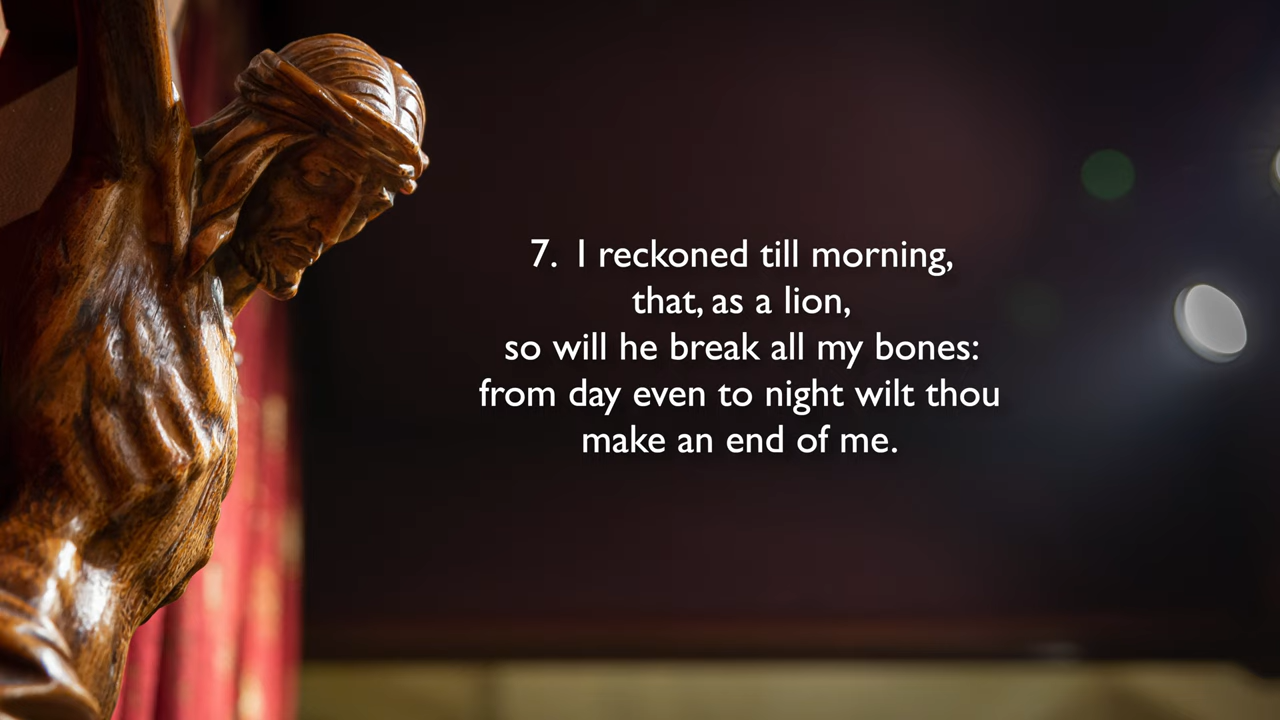 7. I reckoned till morning,
that, as a lion,
so will he break all my bones:
from day even to night wilt thou
make an end of me.